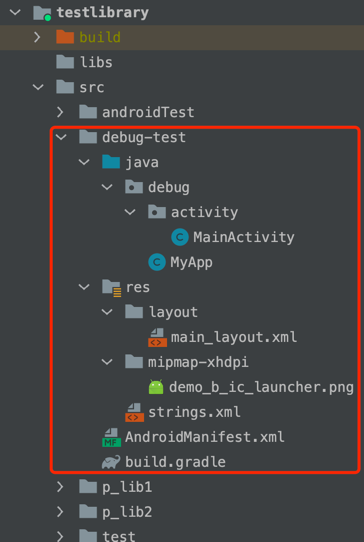 testlibrary
build
libs
src
androidTest
debug-test
java
debug
activity
MainActivity
MyApp
res
layout
main_layout.xml
mipmap-xhdpi
demo_b_ic_launcher.png
strings.xml
AndroidManifest.xml
build.gradle
p_lib1
p_lib2
test